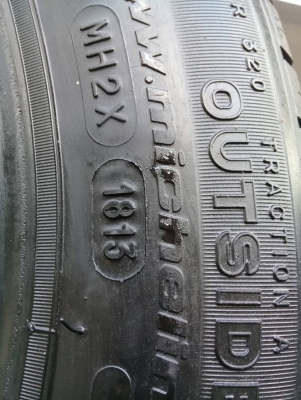 MH2X
1813
www.michelin
R 320 TRACTION A
OUTSIDE